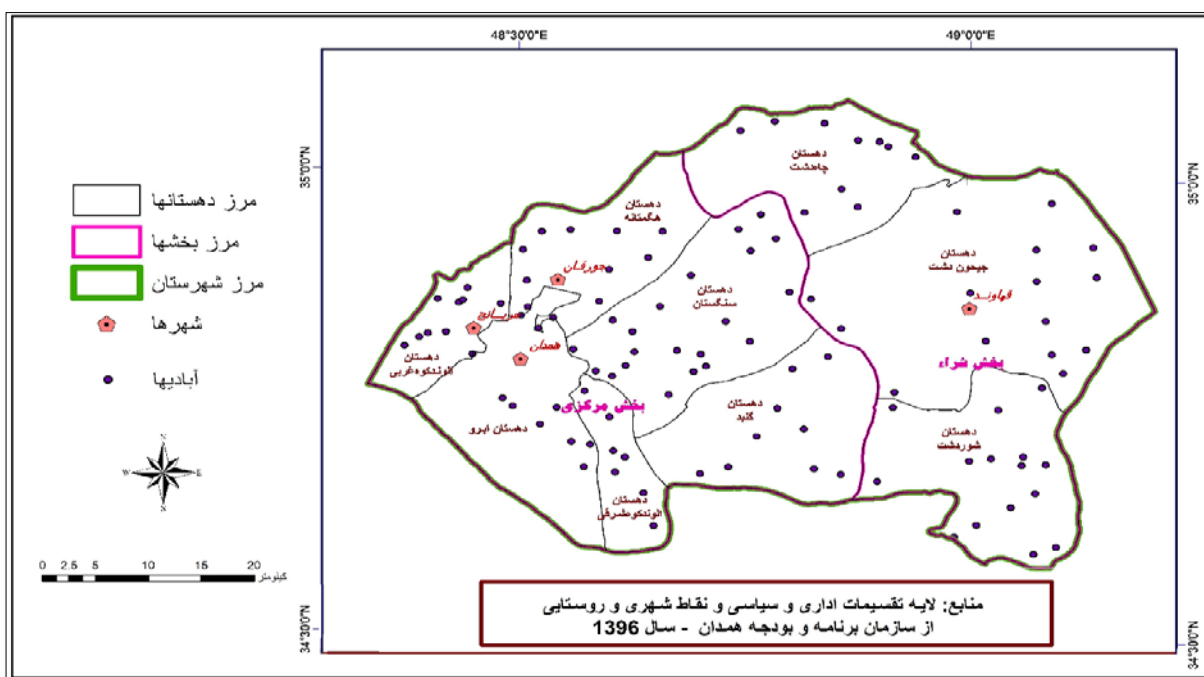 48°30'0"E
49°0'0"E
35°0'0"N
35°0'0"N
34°30'0"N
34°30'0"N
مرز دهستانها
مرز بخشها
مرز شهرستان
شهرها
آبادیها
N
W
E
S
0 2.5 5 10 15 20
کیلومتر
دهستان
چاهدشت
دهستان
هگمتانه
جورقان
دهستان
جیحون دشت
دهستان
سنگستان
قهاوند
مریانج
همدان
دهستان
الوندکوه غربی
بخش شراء
بخش مرکزی
دهستان
گنبد
دهستان ابرو
دهستان
شوردشت
دهستان
الوندکوه شرقی
منابع: لایه تقسیمات اداری و سیاسی و نقاط شهری و روستایی
از سازمان برنامه و بودجه همدان - سال 1396